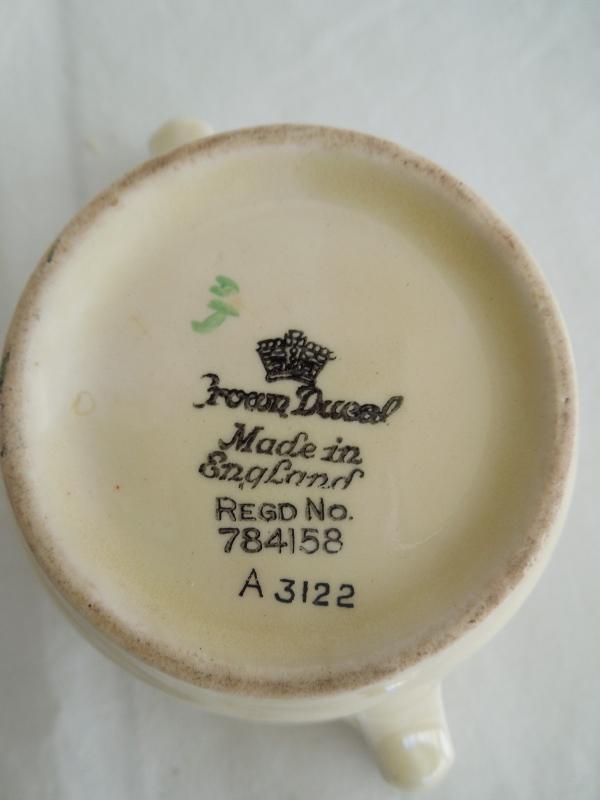 Crown Ducal
Made in
England
REGD NO.
784158
A 3122